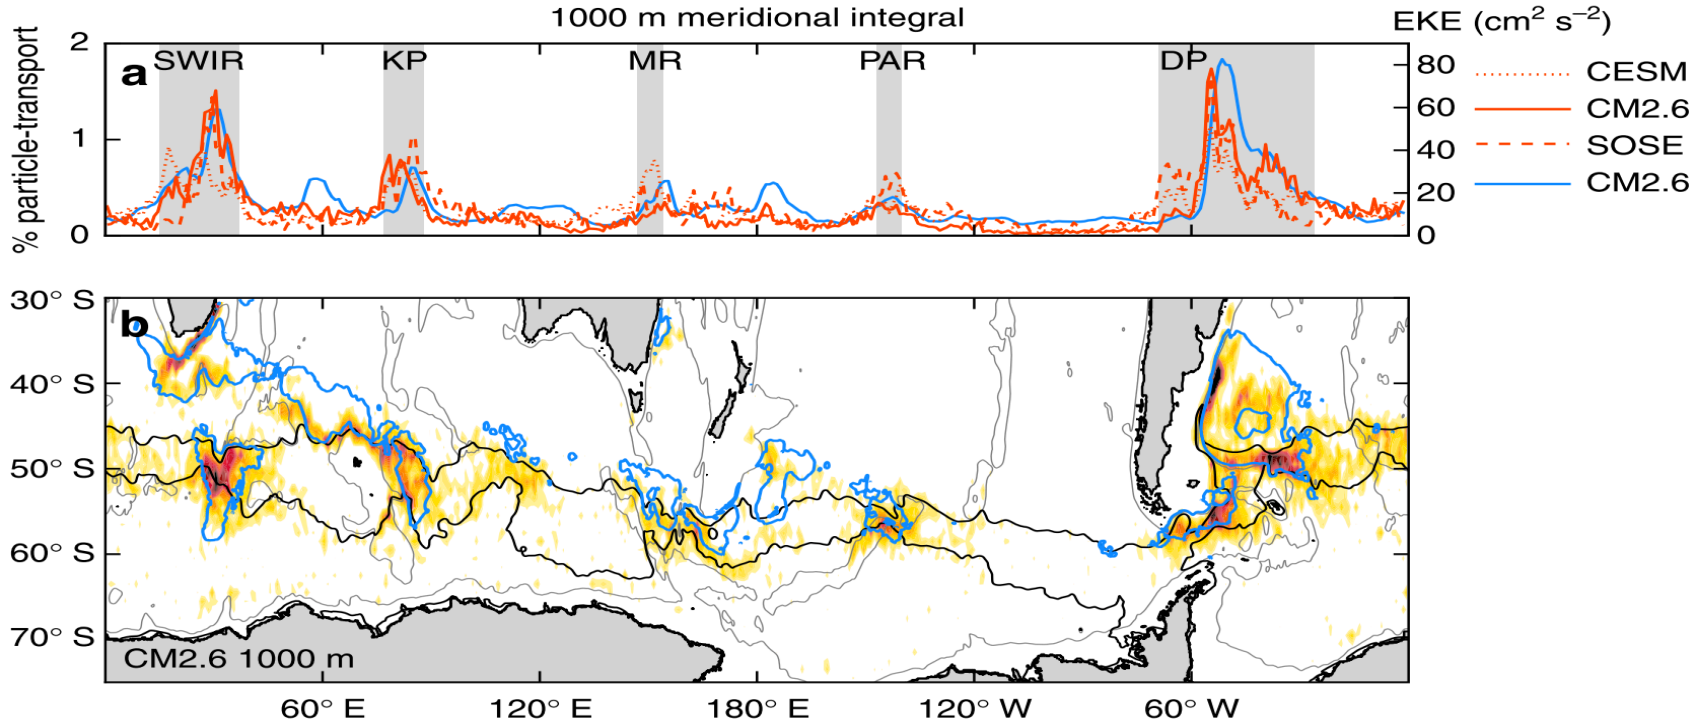 1000 m meridional integral
EKE (cm² s⁻²)
% particle-transport
2
1
0
a
SWIR
KP
MR
PAR
DP
80
60
40
20
0
CESM
CM2.6
SOSE
CM2.6
b
30° S
40° S
50° S
60° S
70° S
CM2.6 1000 m
60° E
120° E
180° E
120° W
60° W